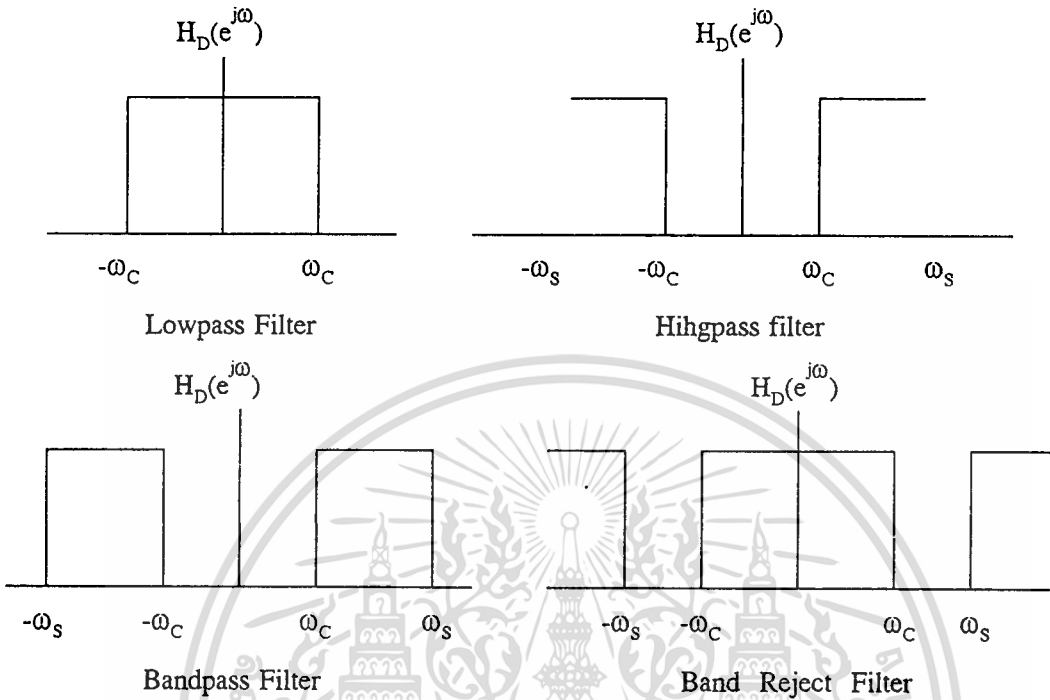 H_D(e^{jω})
H_D(e^{jω})
-ω_C ω_C
-ω_S -ω_C ω_C ω_S
Lowpass Filter
Hihgpass filter
H_D(e^{jω})
H_D(e^{jω})
-ω_S -ω_C ω_C ω_S
-ω_S -ω_C ω_C ω_S
Bandpass Filter
Band Reject Filter